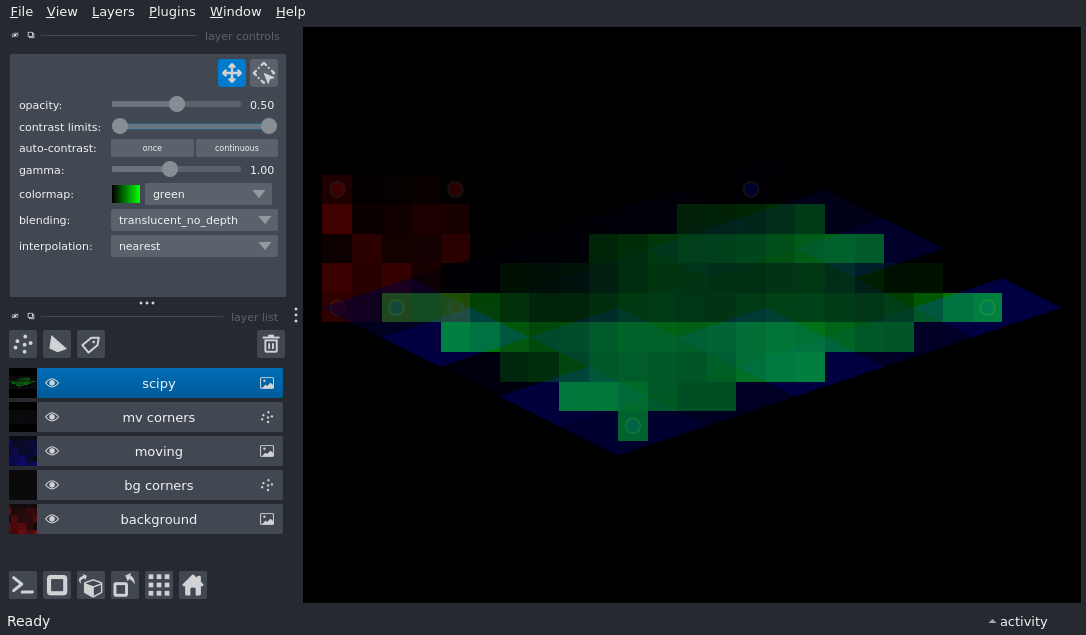 File View Layers Plugins Window Help
layer controls
opacity: 0.50
contrast limits:
auto-contrast: once continuous
gamma: 1.00
colormap: green
blending: translucent_no_depth
interpolation: nearest
layer list
scipy
mv corners
moving
bg corners
background
Ready
activity